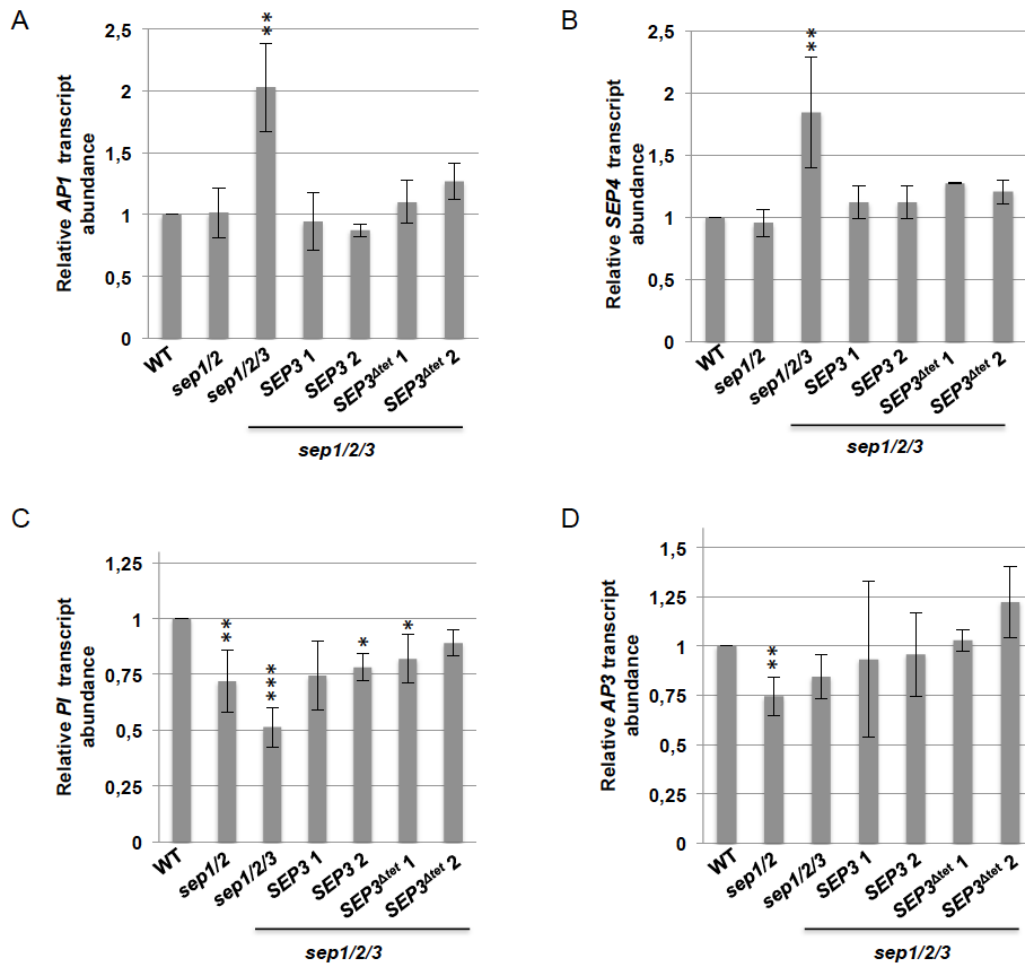 A
Relative AP1 transcript
abundance
2,5
2
1,5
1
0,5
0
**
WT
sep1/2
sep1/2/3
SEP3 1
SEP3 2
SEP3Δtet 1
SEP3Δtet 2
sep1/2/3
B
Relative SEP4 transcript
abundance
2,5
2
1,5
1
0,5
0
**
WT
sep1/2
sep1/2/3
SEP3 1
SEP3 2
SEP3Δtet 1
SEP3Δtet 2
sep1/2/3
C
Relative PI transcript
abundance
1,25
1
0,75
0,5
0,25
0
**
***
*
*
WT
sep1/2
sep1/2/3
SEP3 1
SEP3 2
SEP3Δtet 1
SEP3Δtet 2
sep1/2/3
D
Relative AP3 transcript
abundance
1,5
1,25
1
0,75
0,5
0,25
0
**
WT
sep1/2
sep1/2/3
SEP3 1
SEP3 2
SEP3Δtet 1
SEP3Δtet 2
sep1/2/3